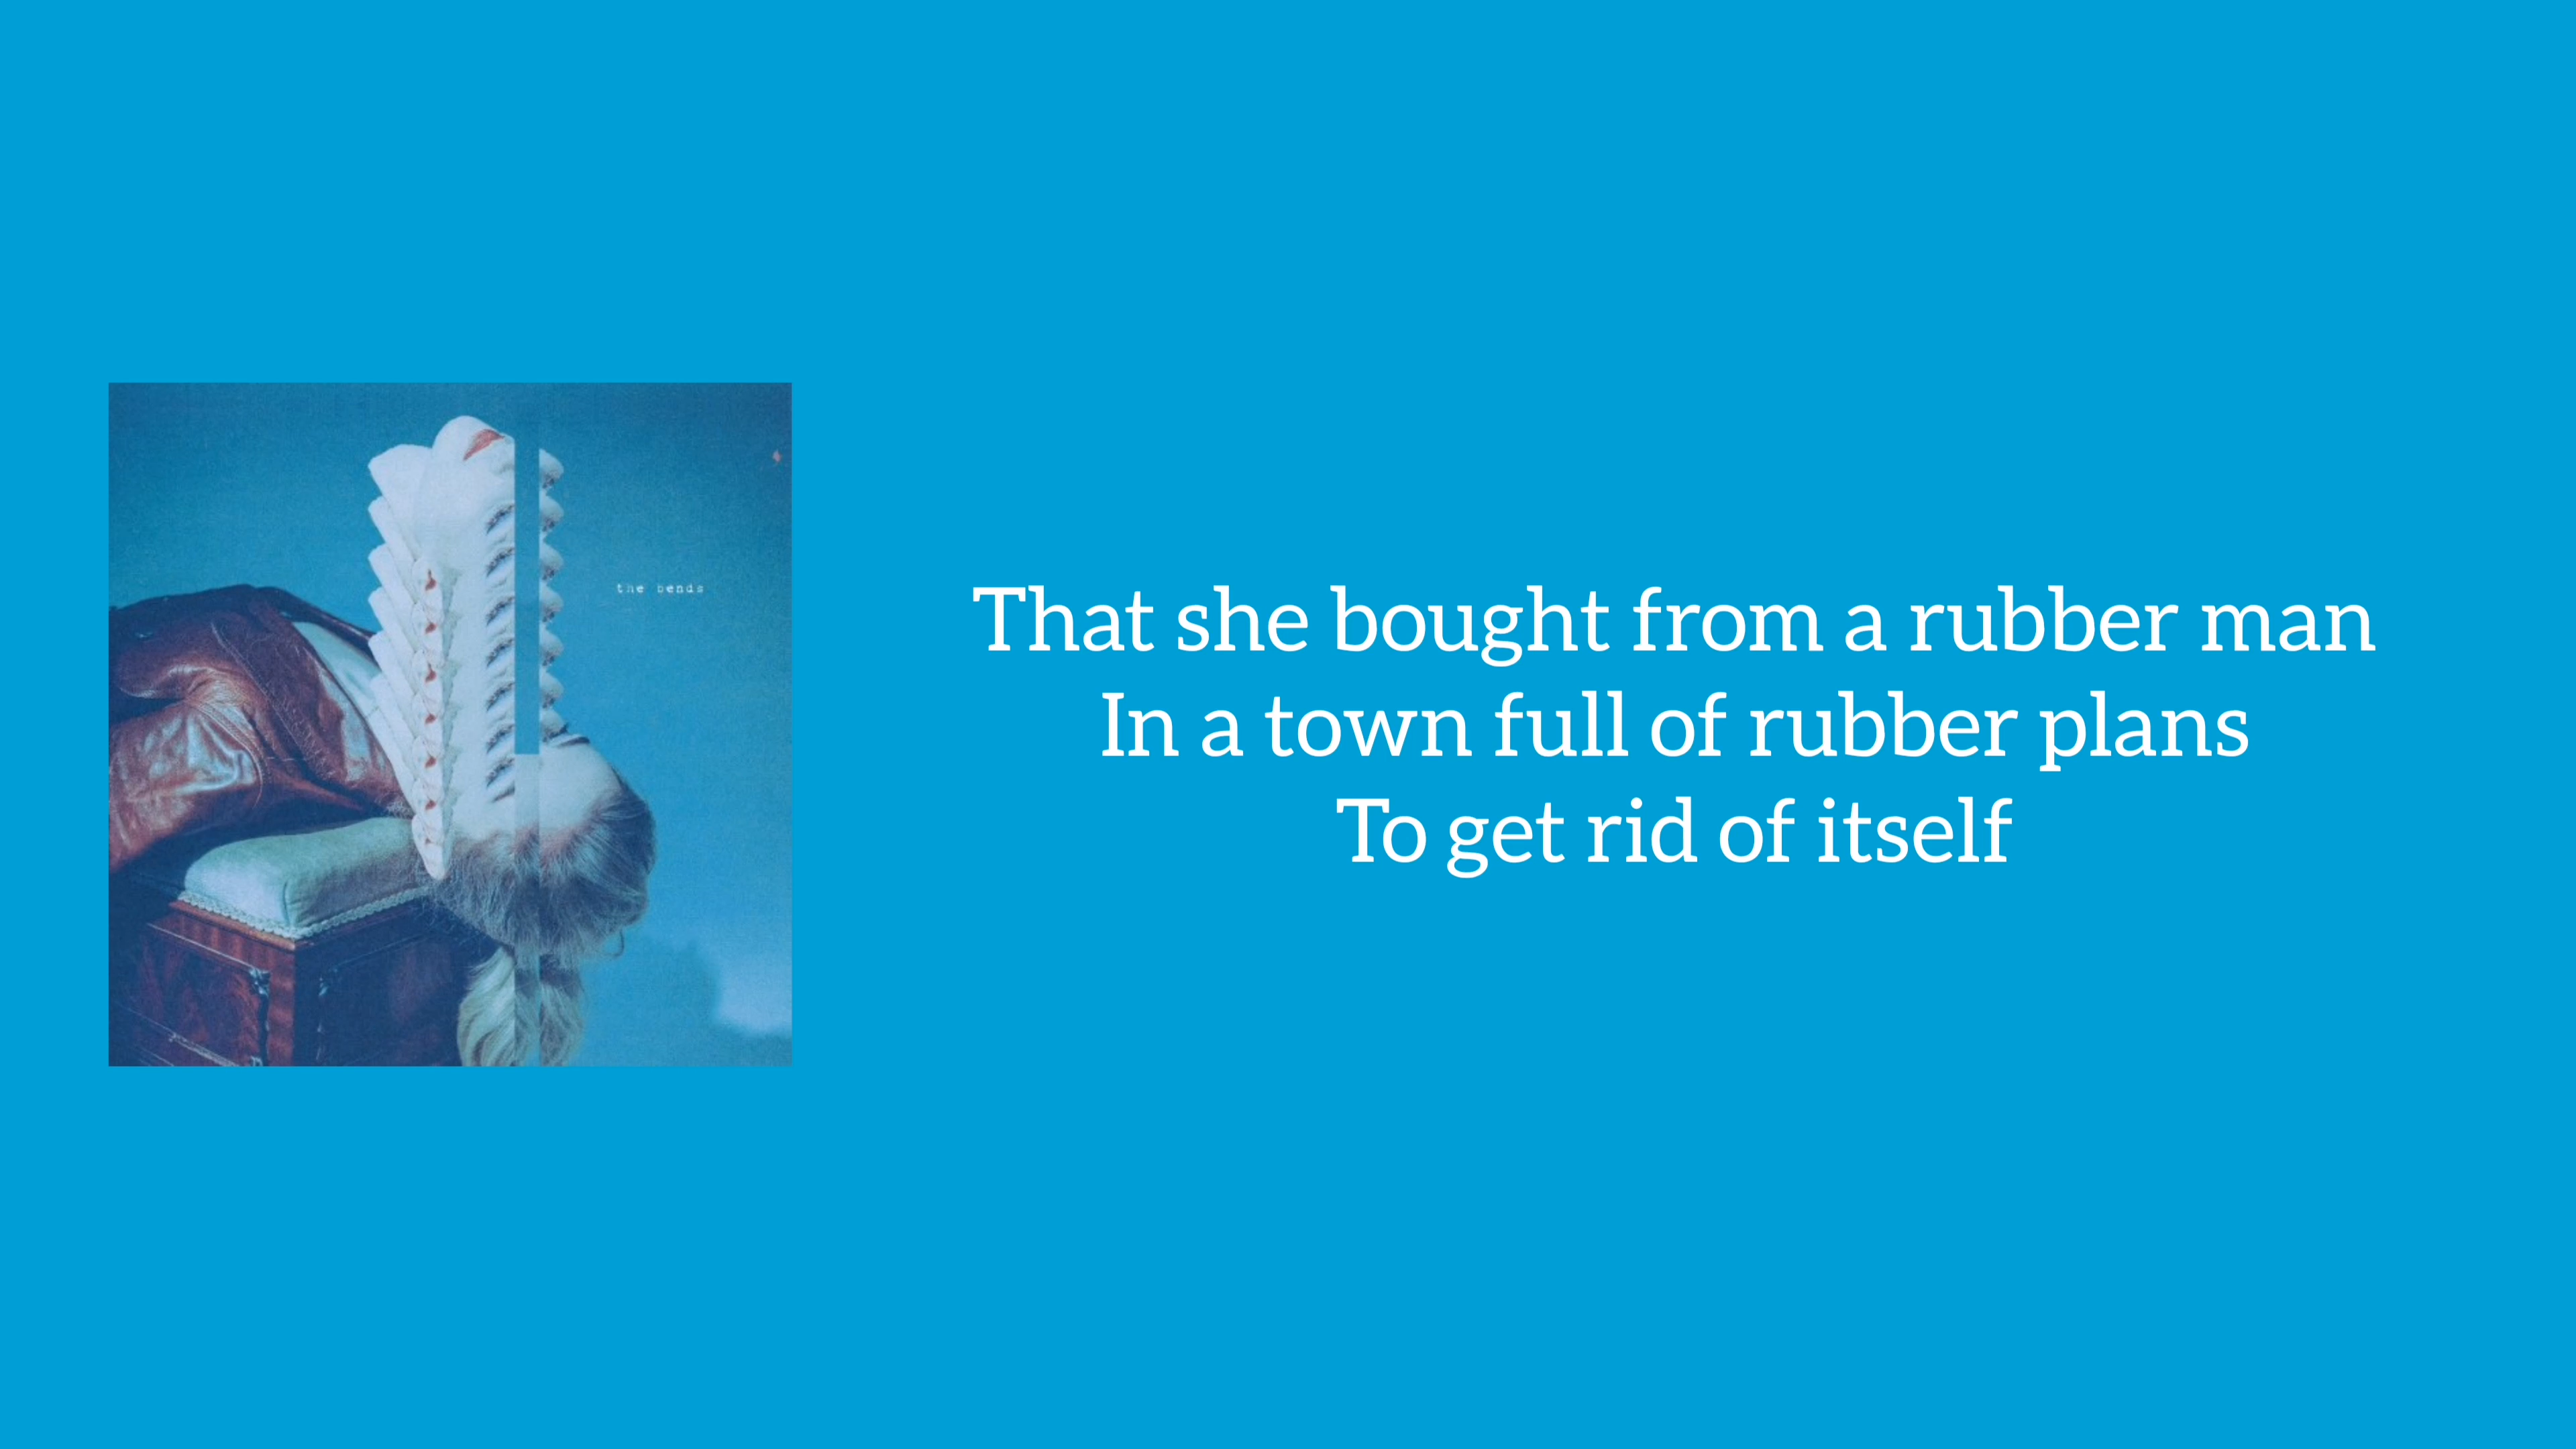 the bends
That she bought from a rubber man
In a town full of rubber plans
To get rid of itself